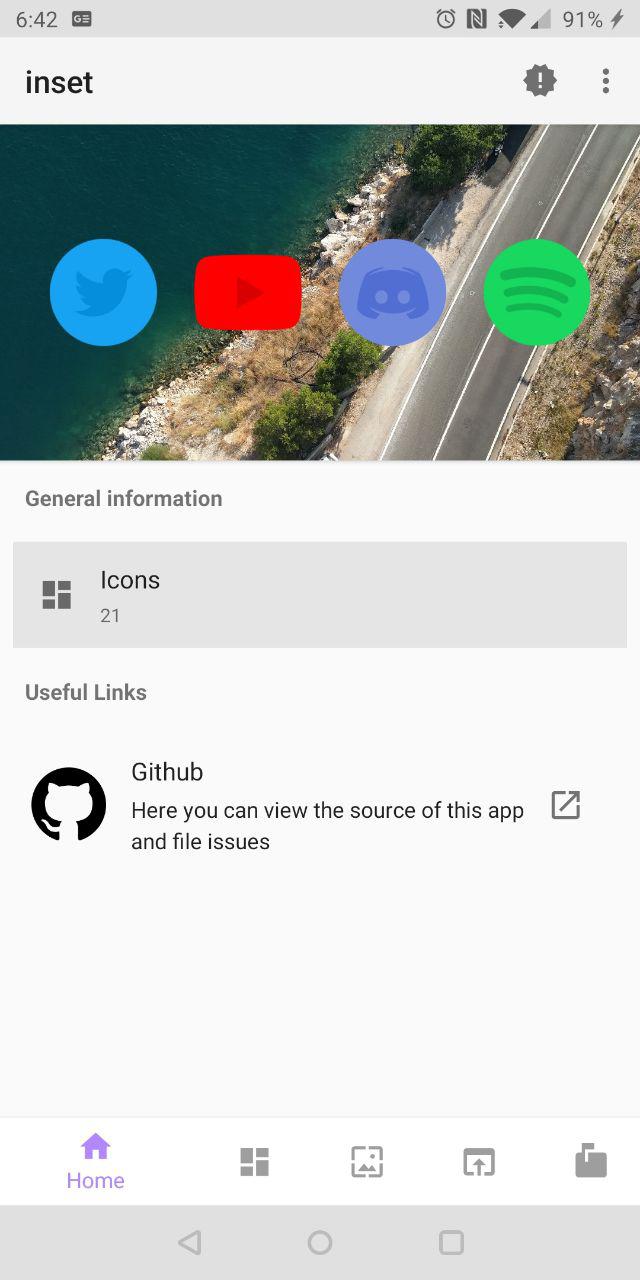 6:42 GE 91%
inset
General information
Icons
21
Useful Links
Github
Here you can view the source of this app
and file issues
Home